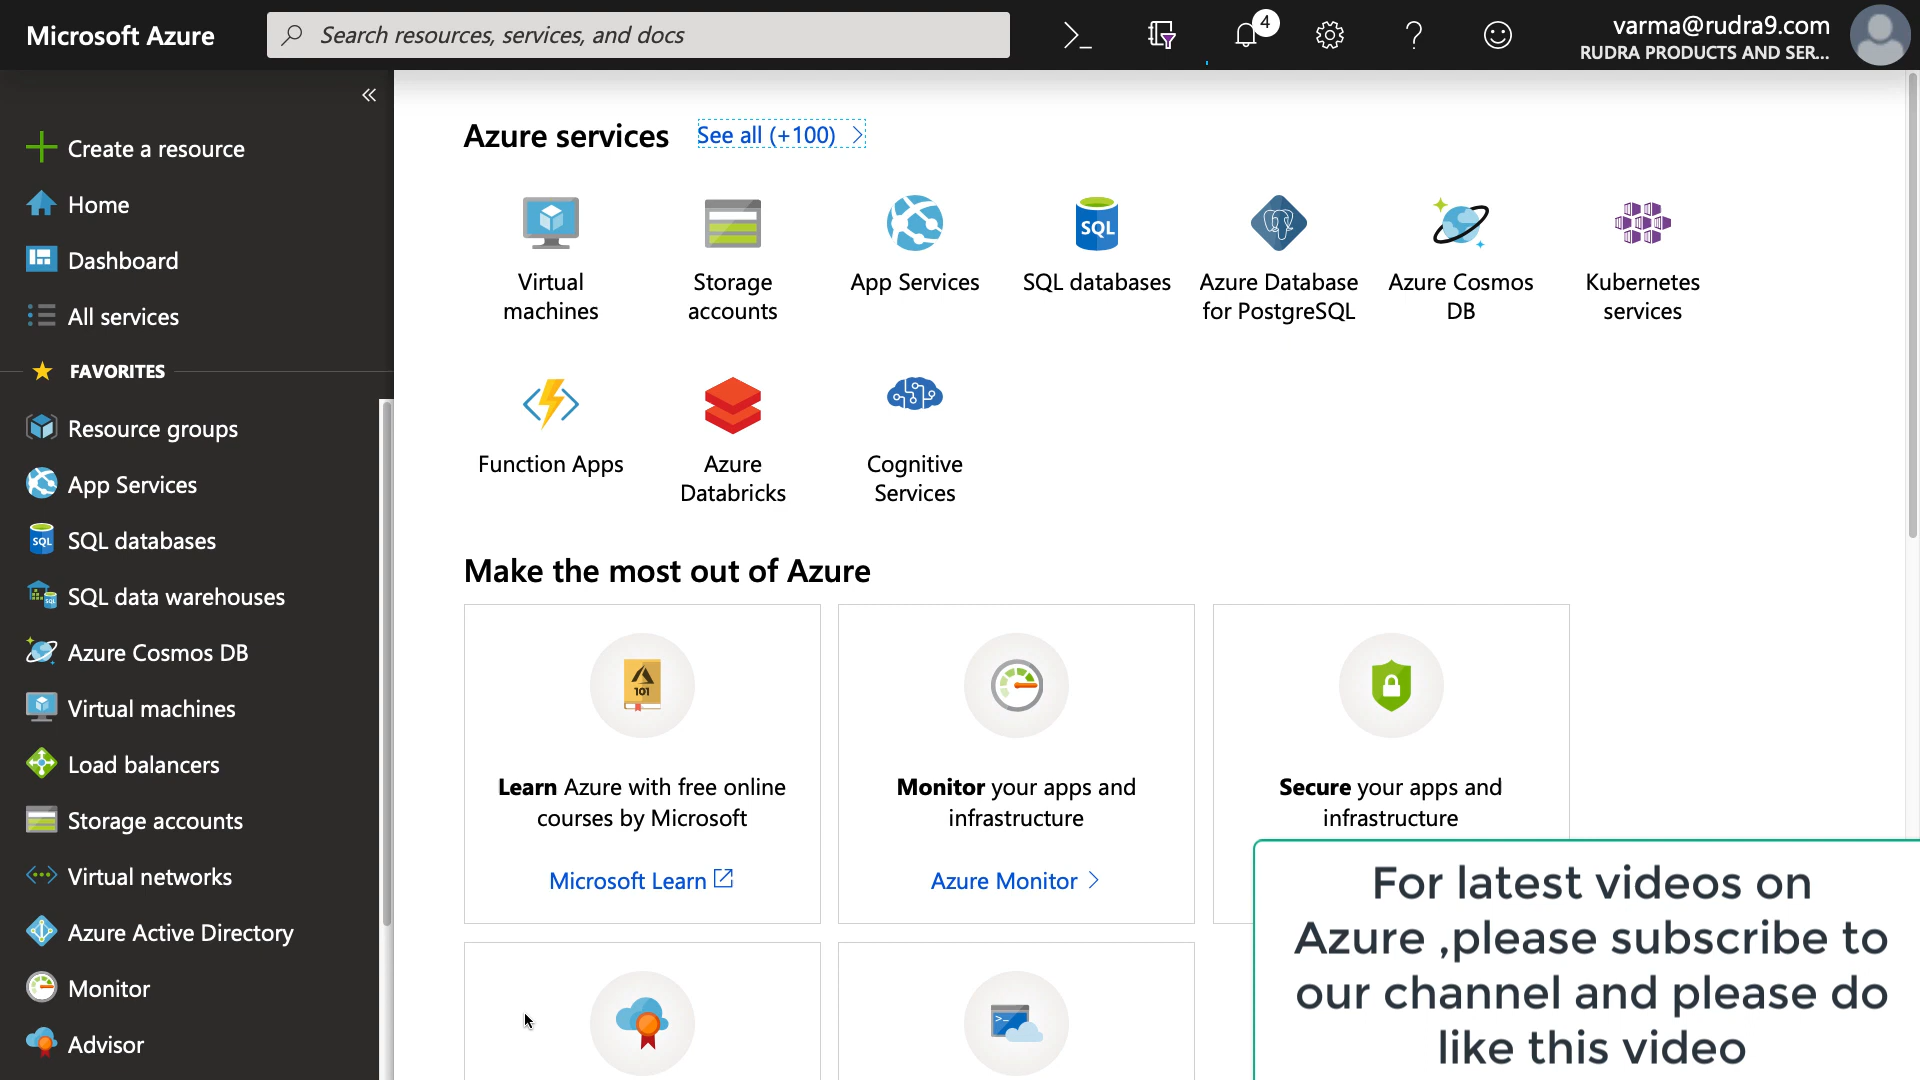 Microsoft Azure
Search resources, services, and docs
4
varma@rudra9.com
RUDRA PRODUCTS AND SER...
«
Create a resource
Home
Dashboard
All services
FAVORITES
Resource groups
App Services
SQL databases
SQL data warehouses
Azure Cosmos DB
Virtual machines
Load balancers
Storage accounts
Virtual networks
Azure Active Directory
Monitor
Advisor
Azure services
See all (+100)
Virtual
machines
Storage
accounts
App Services
SQL
SQL databases
Azure Database
for PostgreSQL
Azure Cosmos
DB
Kubernetes
services
Function Apps
Azure
Databricks
Cognitive
Services
Make the most out of Azure
101
Learn Azure with free online
courses by Microsoft
Microsoft Learn
Monitor your apps and
infrastructure
Azure Monitor
Secure your apps and
infrastructure
For latest videos on
Azure ,please subscribe to
our channel and please do
like this video